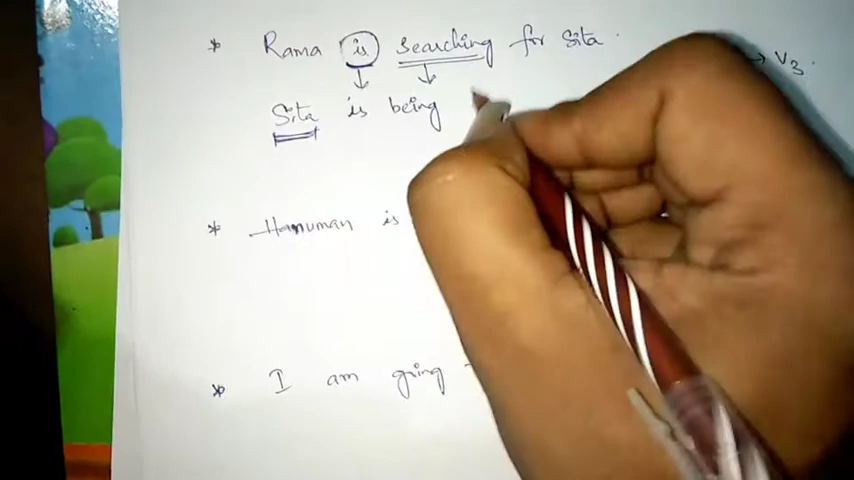 * Rama is searching for Sita.
→ V3.
Sita is being
* Hanuman is
* I am going